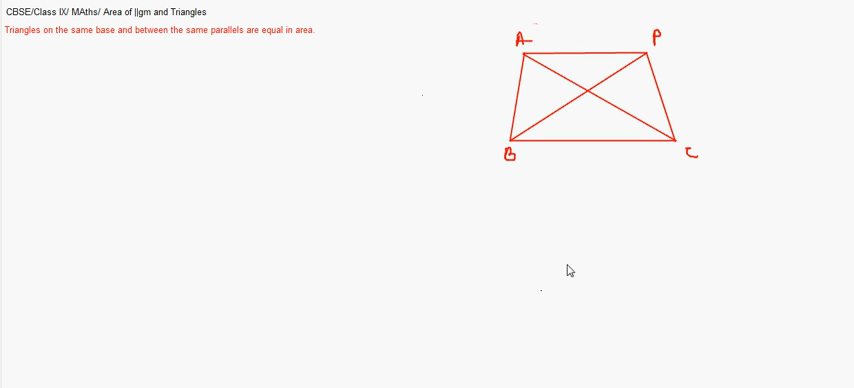 CBSE/Class IX/ MAths/ Area of ||gm and Triangles
Triangles on the same base and between the same parallels are equal in area.
A P
B C